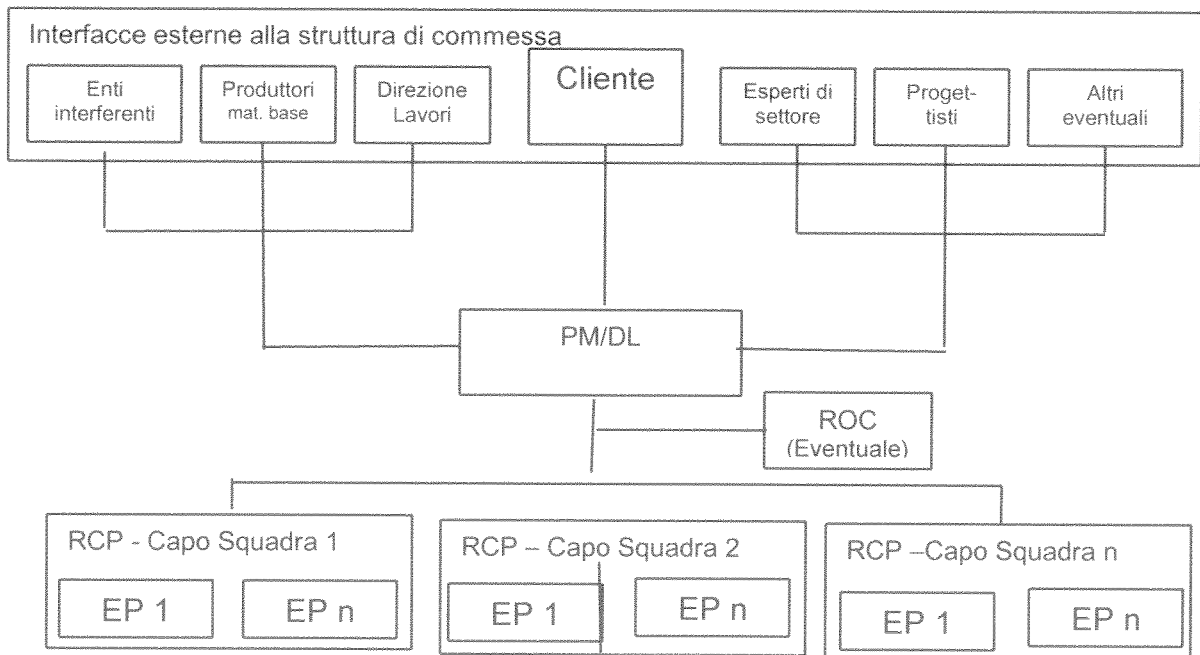 Interfacce esterne alla struttura di commessa
Enti
interferenti
Produttori
mat. base
Direzione
Lavori
Cliente
Esperti di
settore
Proget-
tisti
Altri
eventuali
PM/DL
ROC
(Eventuale)
RCP - Capo Squadra 1
EP 1
EP n
RCP – Capo Squadra 2
EP 1
EP n
RCP –Capo Squadra n
EP 1
EP n